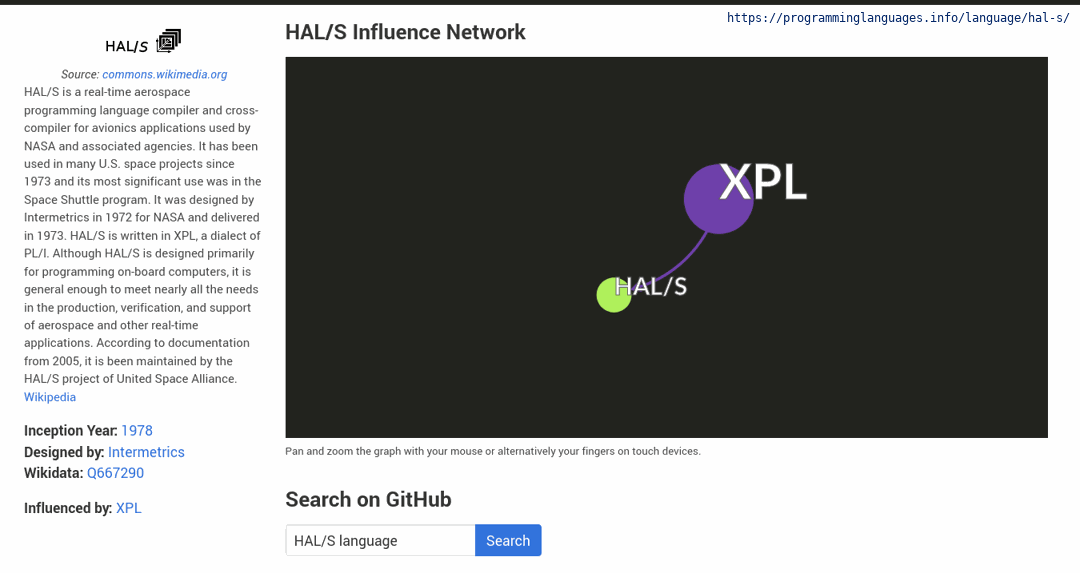 https://programminglanguages.info/language/hal-s/
HAL/S
Source: commons.wikimedia.org
HAL/S is a real-time aerospace
programming language compiler and cross-
compiler for avionics applications used by
NASA and associated agencies. It has been
used in many U.S. space projects since
1973 and its most significant use was in the
Space Shuttle program. It was designed by
Intermetrics in 1972 for NASA and delivered
in 1973. HAL/S is written in XPL, a dialect of
PL/I. Although HAL/S is designed primarily
for programming on-board computers, it is
general enough to meet nearly all the needs
in the production, verification, and support
of aerospace and other real-time
applications. According to documentation
from 2005, it is been maintained by the
HAL/S project of United Space Alliance.
Wikipedia
Inception Year: 1978
Designed by: Intermetrics
Wikidata: Q667290
Influenced by: XPL
HAL/S Influence Network
XPL
HAL/S
Pan and zoom the graph with your mouse or alternatively your fingers on touch devices.
Search on GitHub
HAL/S language
Search